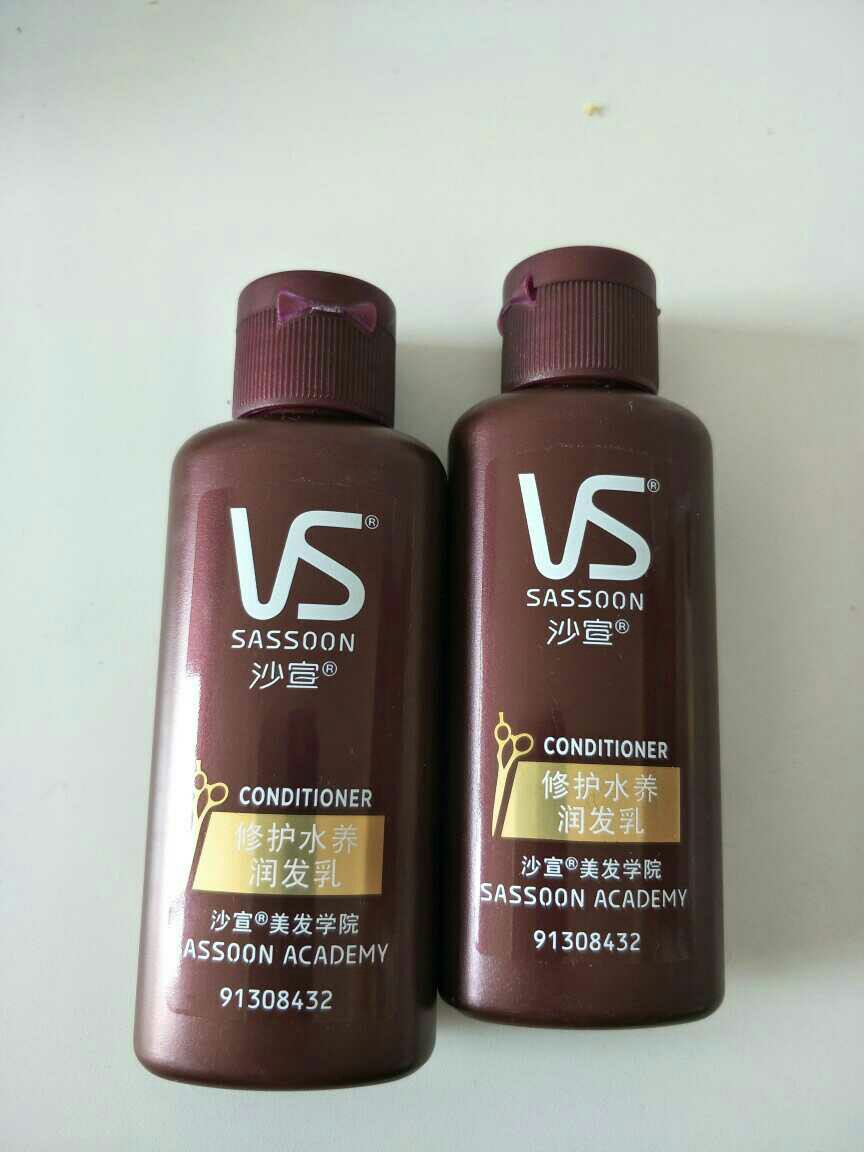 VS®
SASSOON
沙宣®
CONDITIONER
修护水养
润发乳
沙宣®美发学院
SASSOON ACADEMY
91308432
VS®
SASSOON
沙宣®
CONDITIONER
修护水养
润发乳
沙宣®美发学院
SASSOON ACADEMY
91308432